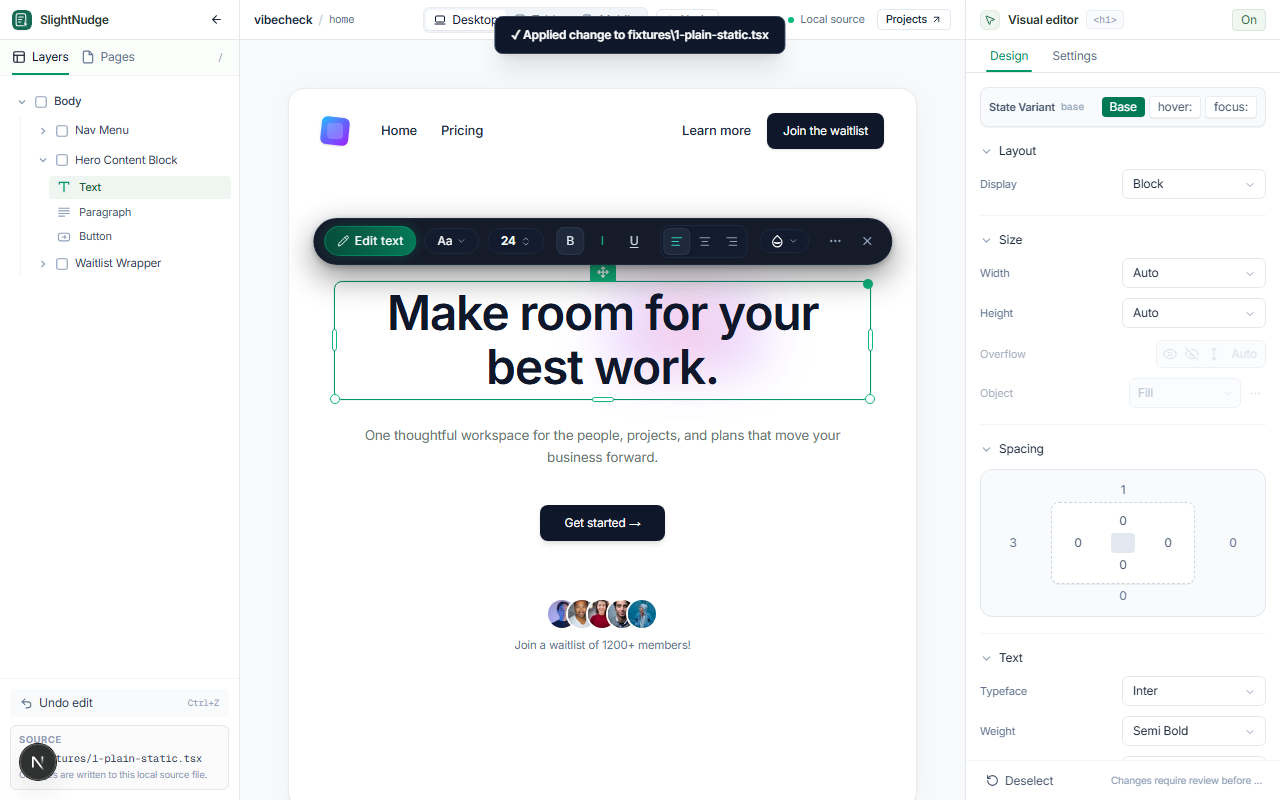 SlightNudge
vibecheck / home
Desktop
✓ Applied change to fixtures\1-plain-static.tsx
Local source
Projects ↗
Visual editor <h1>
On
Layers
Pages
/
Body
Nav Menu
Hero Content Block
Text
Paragraph
Button
Waitlist Wrapper
Home
Pricing
Learn more
Join the waitlist
Edit text
Aa
24
B
I
U
Make room for your
best work.
One thoughtful workspace for the people, projects, and plans that move your
business forward.
Get started →
Join a waitlist of 1200+ members!
Undo edit
Ctrl+Z
SOURCE
tures/1-plain-static.tsx
N
are written to this local source file.
Design
Settings
State Variant base
Base
hover:
focus:
Layout
Display
Block
Size
Width
Auto
Height
Auto
Overflow
Auto
Object
Fill
Spacing
1
0
3
0
0
0
0
0
Text
Typeface
Inter
Weight
Semi Bold
Deselect
Changes require review before ...